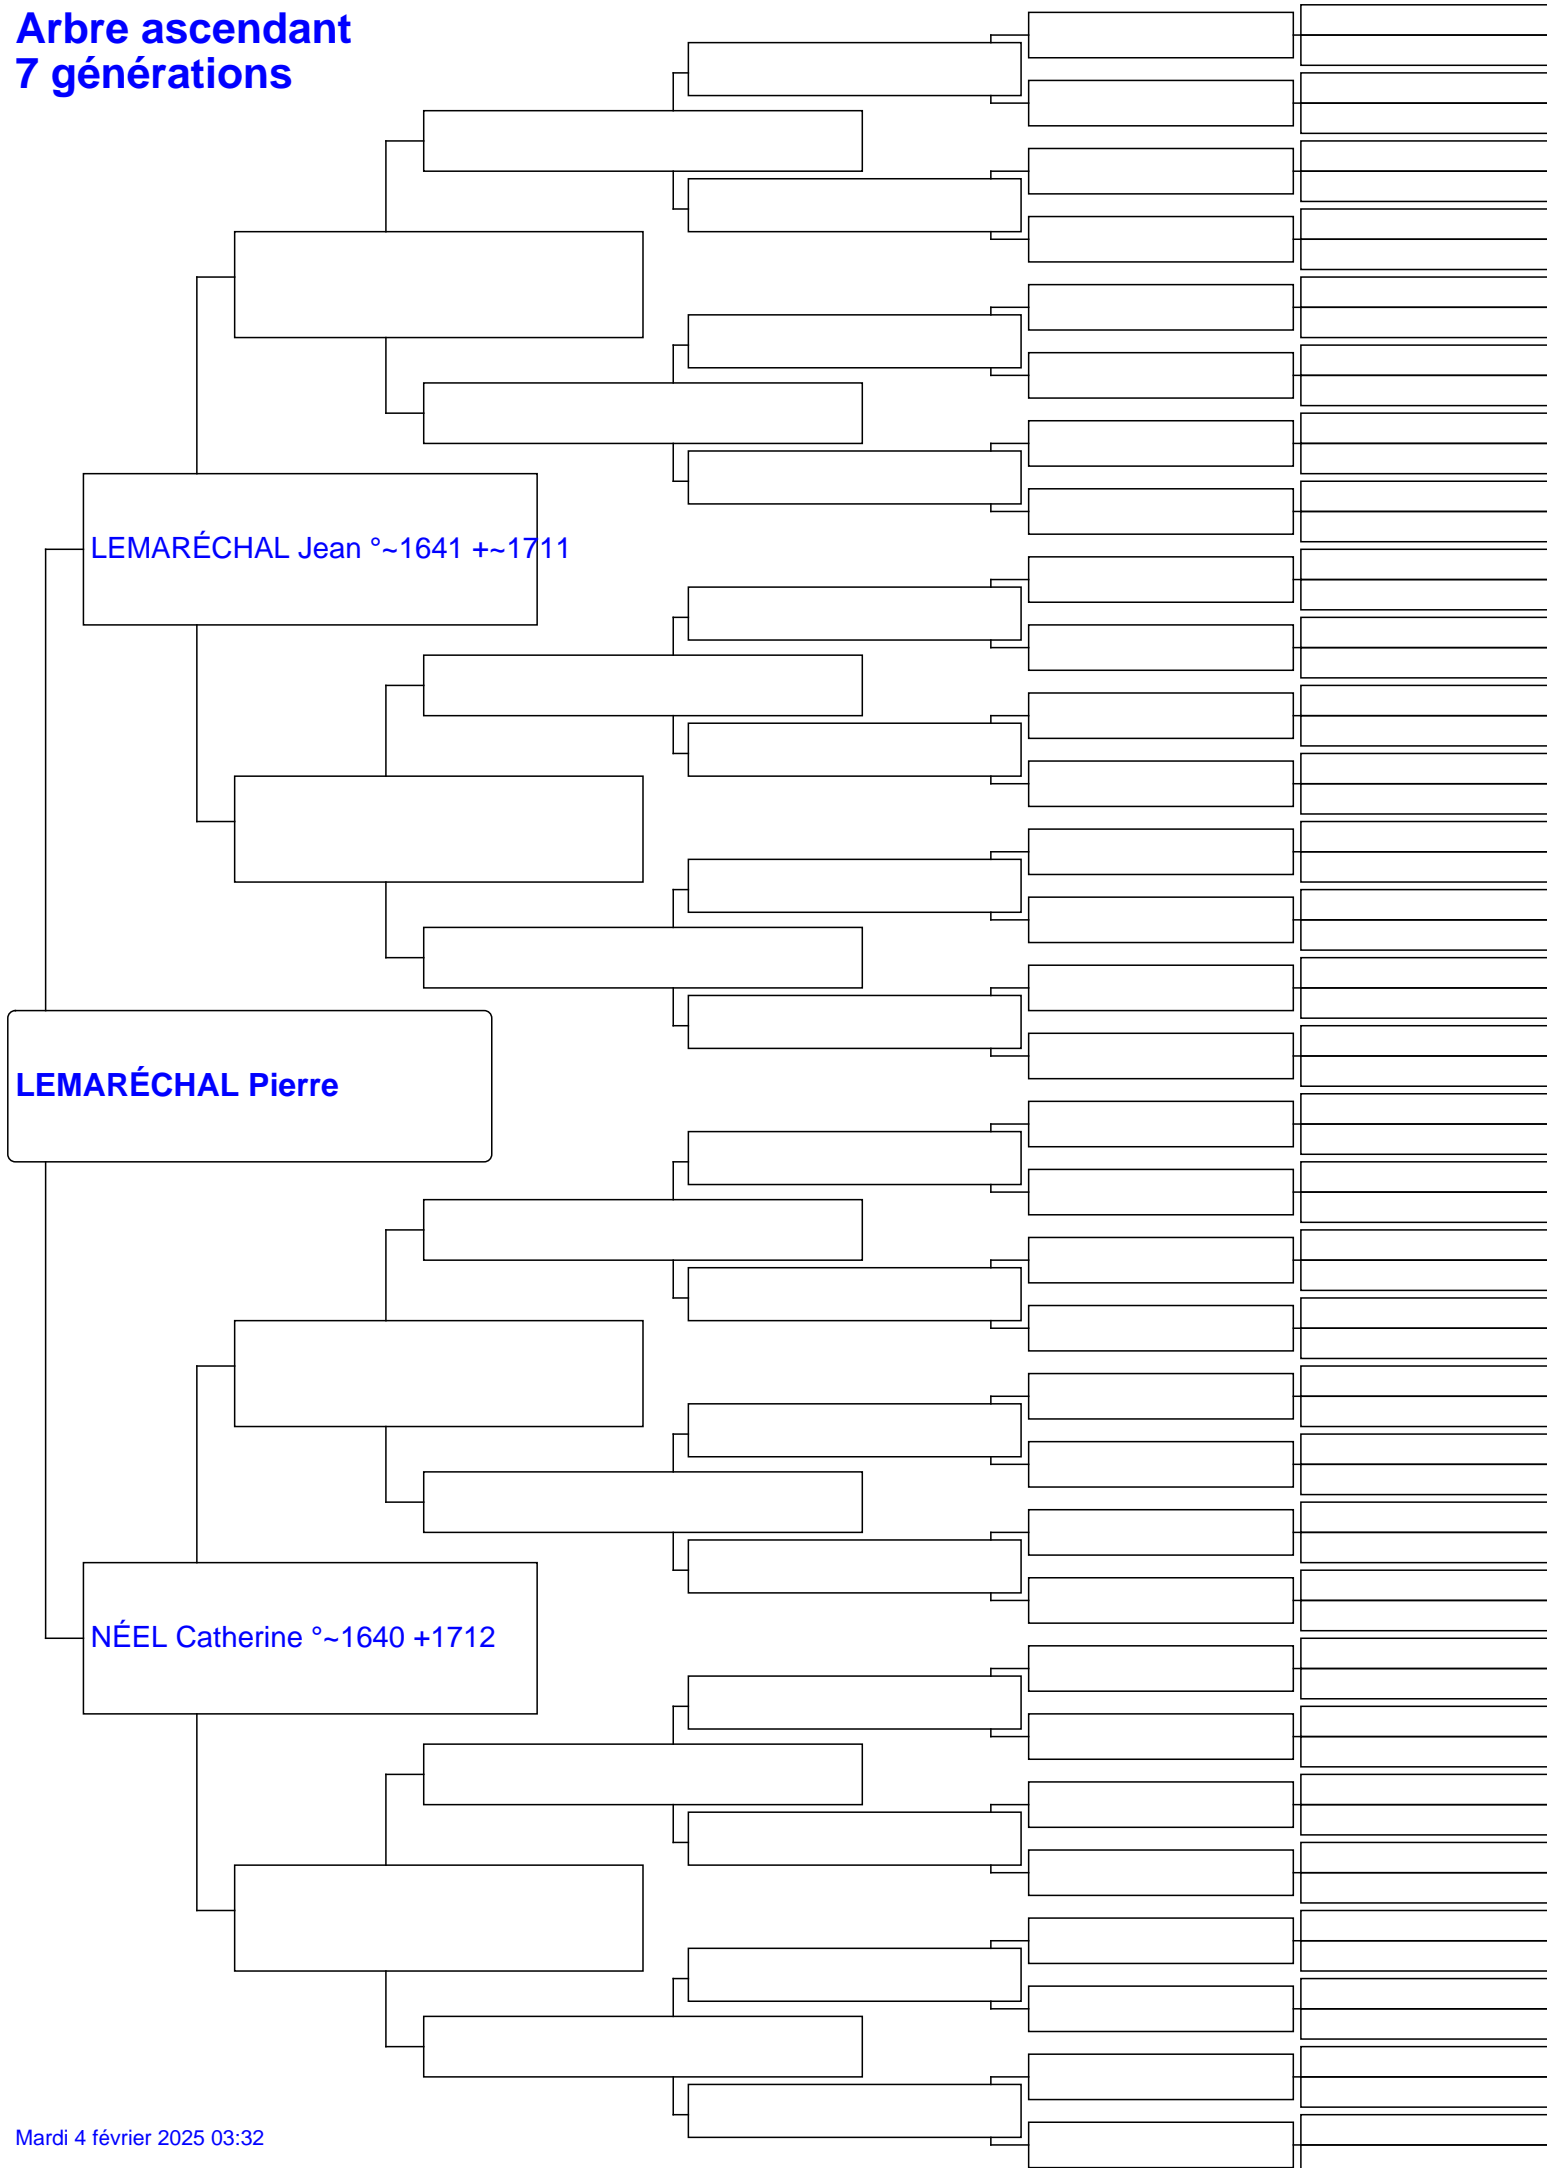 Arbre ascendant
7 générations
LEMARÉCHAL Jean °~1641 +~1711
LEMARÉCHAL Pierre
NÉEL Catherine °~1640 +1712
Mardi 4 février 2025 03:32